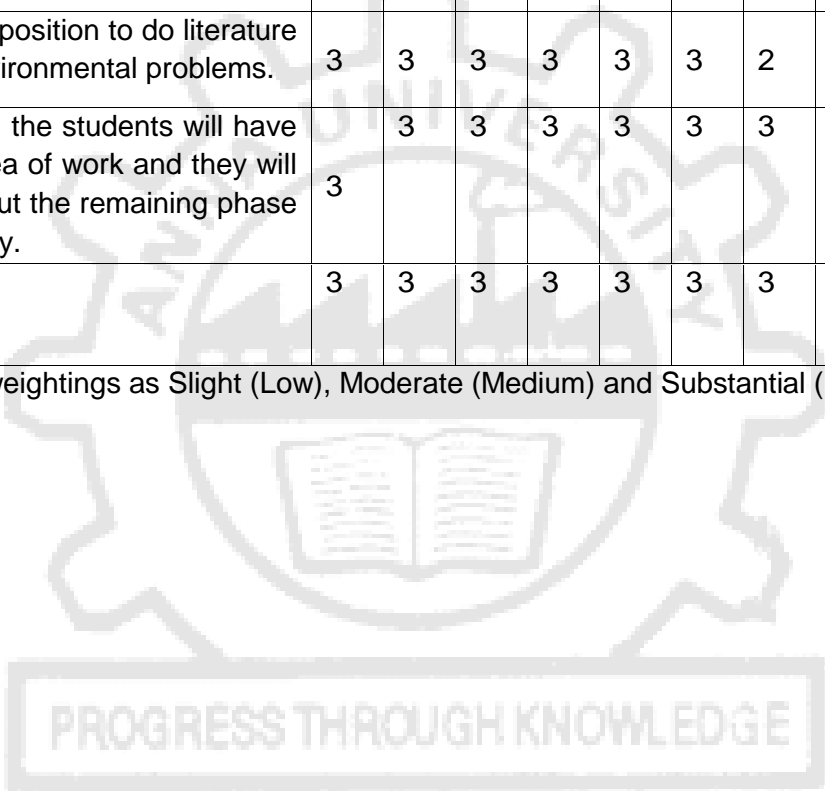 position to do literature
ironmental problems. 3 3 3 3 3 3 2
the students will have 3 3 3 3 3 3
ea of work and they will
ut the remaining phase 3
y.
3 3 3 3 3 3 3
weightings as Slight (Low), Moderate (Medium) and Substantial (
ANNA UNIVERSITY
PROGRESS THROUGH KNOWLEDGE